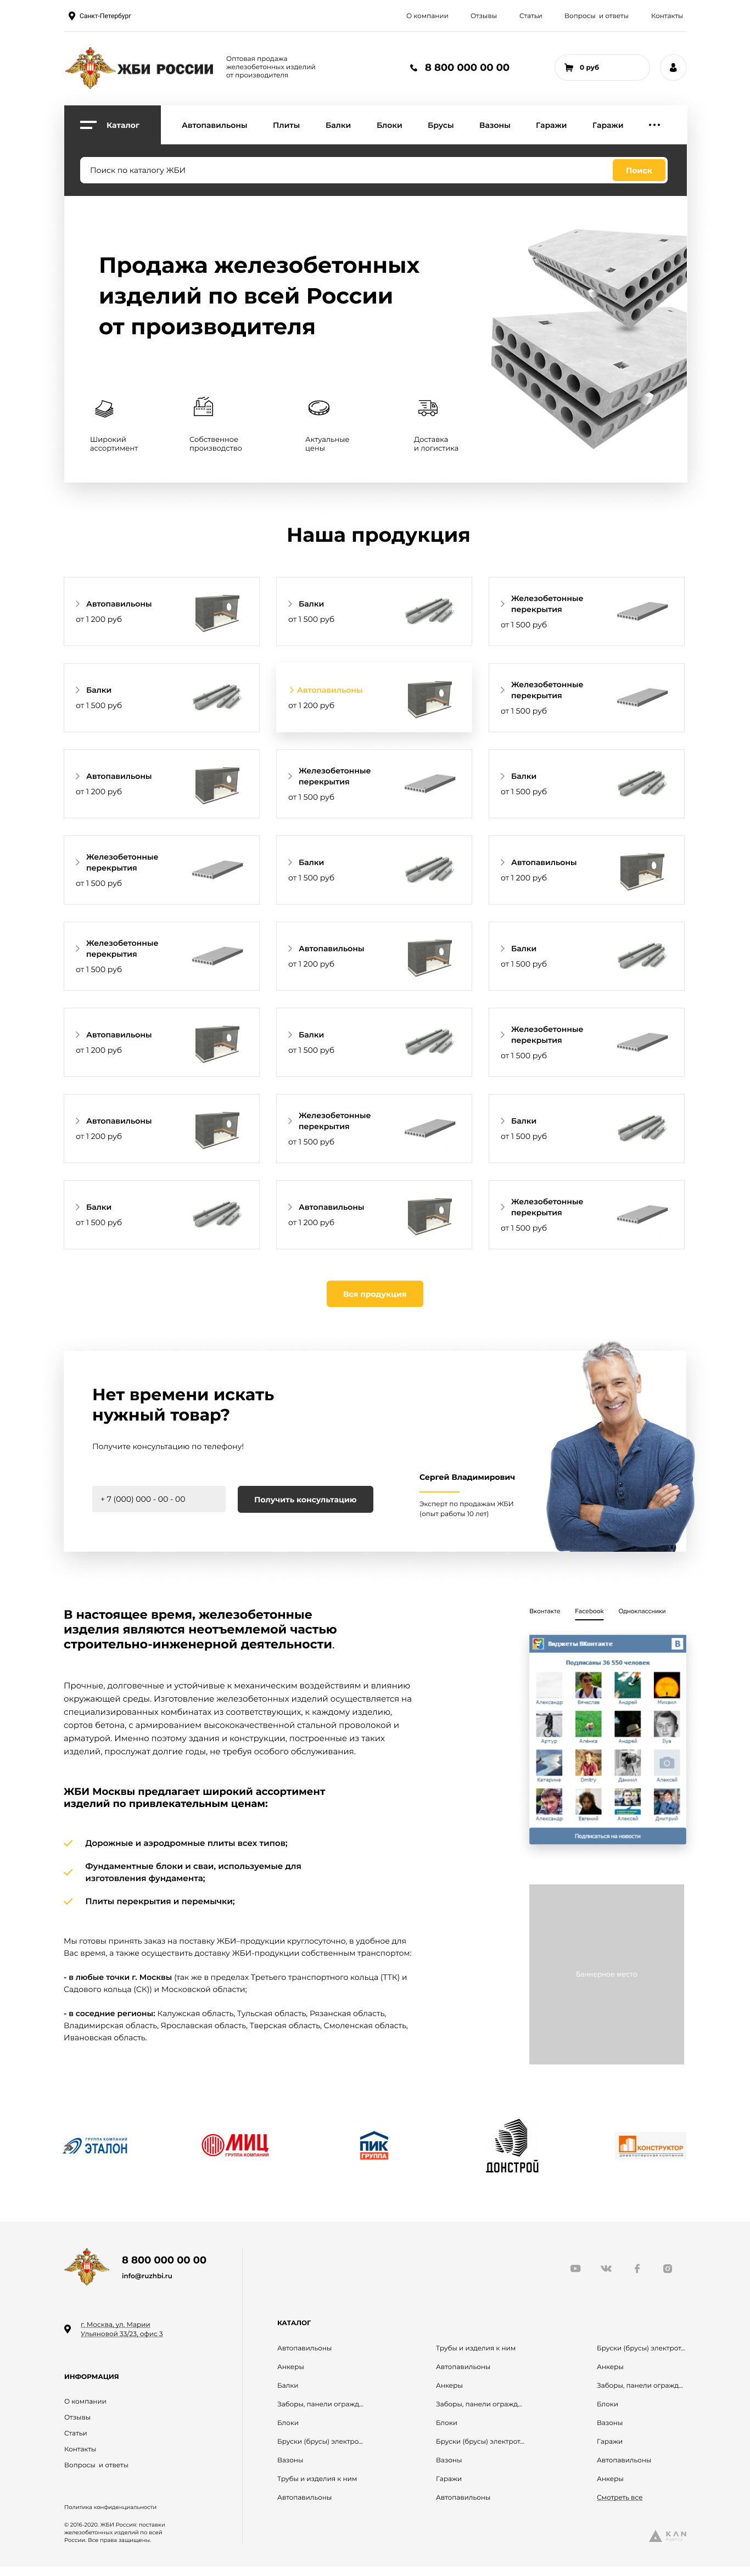 Санкт-Петербург
О компании
Отзывы
Статьи
Вопросы и ответы
Контакты
ЖБИ РОССИИ
Оптовая продажа
железобетонных изделий
от производителя
8 800 000 00 00
0 руб
Каталог
Автопавильоны
Плиты
Балки
Блоки
Брусы
Вазоны
Гаражи
Гаражи
Поиск по каталогу ЖБИ
Поиск
Продажа железобетонных
изделий по всей России
от производителя
Широкий
ассортимент
Собственное
производство
Актуальные
цены
Доставка
и логистика
Наша продукция
Автопавильоны
от 1 200 руб
Балки
от 1 500 руб
Железобетонные
перекрытия
от 1 500 руб
Балки
от 1 500 руб
Автопавильоны
от 1 200 руб
Железобетонные
перекрытия
от 1 500 руб
Автопавильоны
от 1 200 руб
Железобетонные
перекрытия
от 1 500 руб
Балки
от 1 500 руб
Железобетонные
перекрытия
от 1 500 руб
Балки
от 1 500 руб
Автопавильоны
от 1 200 руб
Железобетонные
перекрытия
от 1 500 руб
Автопавильоны
от 1 200 руб
Балки
от 1 500 руб
Автопавильоны
от 1 200 руб
Балки
от 1 500 руб
Железобетонные
перекрытия
от 1 500 руб
Автопавильоны
от 1 200 руб
Железобетонные
перекрытия
от 1 500 руб
Балки
от 1 500 руб
Балки
от 1 500 руб
Автопавильоны
от 1 200 руб
Железобетонные
перекрытия
от 1 500 руб
Вся продукция
Нет времени искать
нужный товар?
Получите консультацию по телефону!
+ 7 (000) 000 - 00 - 00
Получить консультацию
Сергей Владимирович
Эксперт по продажам ЖБИ
(опыт работы 10 лет)
В настоящее время, железобетонные
изделия являются неотъемлемой частью
строительно-инженерной деятельности.
Прочные, долговечные и устойчивые к механическим воздействиям и влиянию
окружающей среды. Изготовление железобетонных изделий осуществляется на
специализированных комбинатах из соответствующих, к каждому изделию,
сортов бетона, с армированием высококачественной стальной проволокой и
арматурой. Именно поэтому здания и конструкции, построенные из таких
изделий, прослужат долгие годы, не требуя особого обслуживания.
ЖБИ Москвы предлагает широкий ассортимент
изделий по привлекательным ценам:
Дорожные и аэродромные плиты всех типов;
Фундаментные блоки и сваи, используемые для
изготовления фундамента;
Плиты перекрытия и перемычки;
Мы готовы принять заказ на поставку ЖБИ-продукции круглосуточно, в удобное для
Вас время, а также осуществить доставку ЖБИ-продукции собственным транспортом:
- в любые точки г. Москвы (так же в пределах Третьего транспортного кольца (ТТК) и
Садового кольца (СК)) и Московской области;
- в соседние регионы: Калужская область, Тульская область, Рязанская область,
Владимирская область, Ярославская область, Тверская область, Смоленская область,
Ивановская область.
Вконтакте
Facebook
Одноклассники
Виджеты ВКонтакте
В
Подписаны 36 550 человек
Александр
Вячеслав
Андрей
Михаил
Артур
Алёнка
Андрей
Ilya
Катерина
Dmitry
Даниил
Алексей
Александр
Евгений
Алексей
Дмитрий
Подписаться на новости
Баннерное место
ГРУППА КОМПАНИЙ
ЭТАЛОН
МИЦ
ГРУППА КОМПАНИЙ
ПИК
ГРУППА
ДОНСТРОЙ
КОНСТРУКТОР
8 800 000 00 00
info@ruzhbi.ru
г. Москва, ул. Марии
Ульяновой 33/23, офис 3
ИНФОРМАЦИЯ
О компании
Отзывы
Статьи
Контакты
Вопросы и ответы
Политика конфиденциальности
© 2016-2020. ЖБИ Россия: поставки
железобетонных изделий по всей
России. Все права защищены.
КАТАЛОГ
Автопавильоны
Анкеры
Балки
Заборы, панели огражд...
Блоки
Бруски (брусы) электро...
Вазоны
Трубы и изделия к ним
Автопавильоны
Трубы и изделия к ним
Автопавильоны
Анкеры
Заборы, панели огражд...
Блоки
Бруски (брусы) электрот...
Вазоны
Гаражи
Автопавильоны
Бруски (брусы) электрот...
Анкеры
Заборы, панели огражд...
Блоки
Вазоны
Гаражи
Автопавильоны
Анкеры
Смотреть все